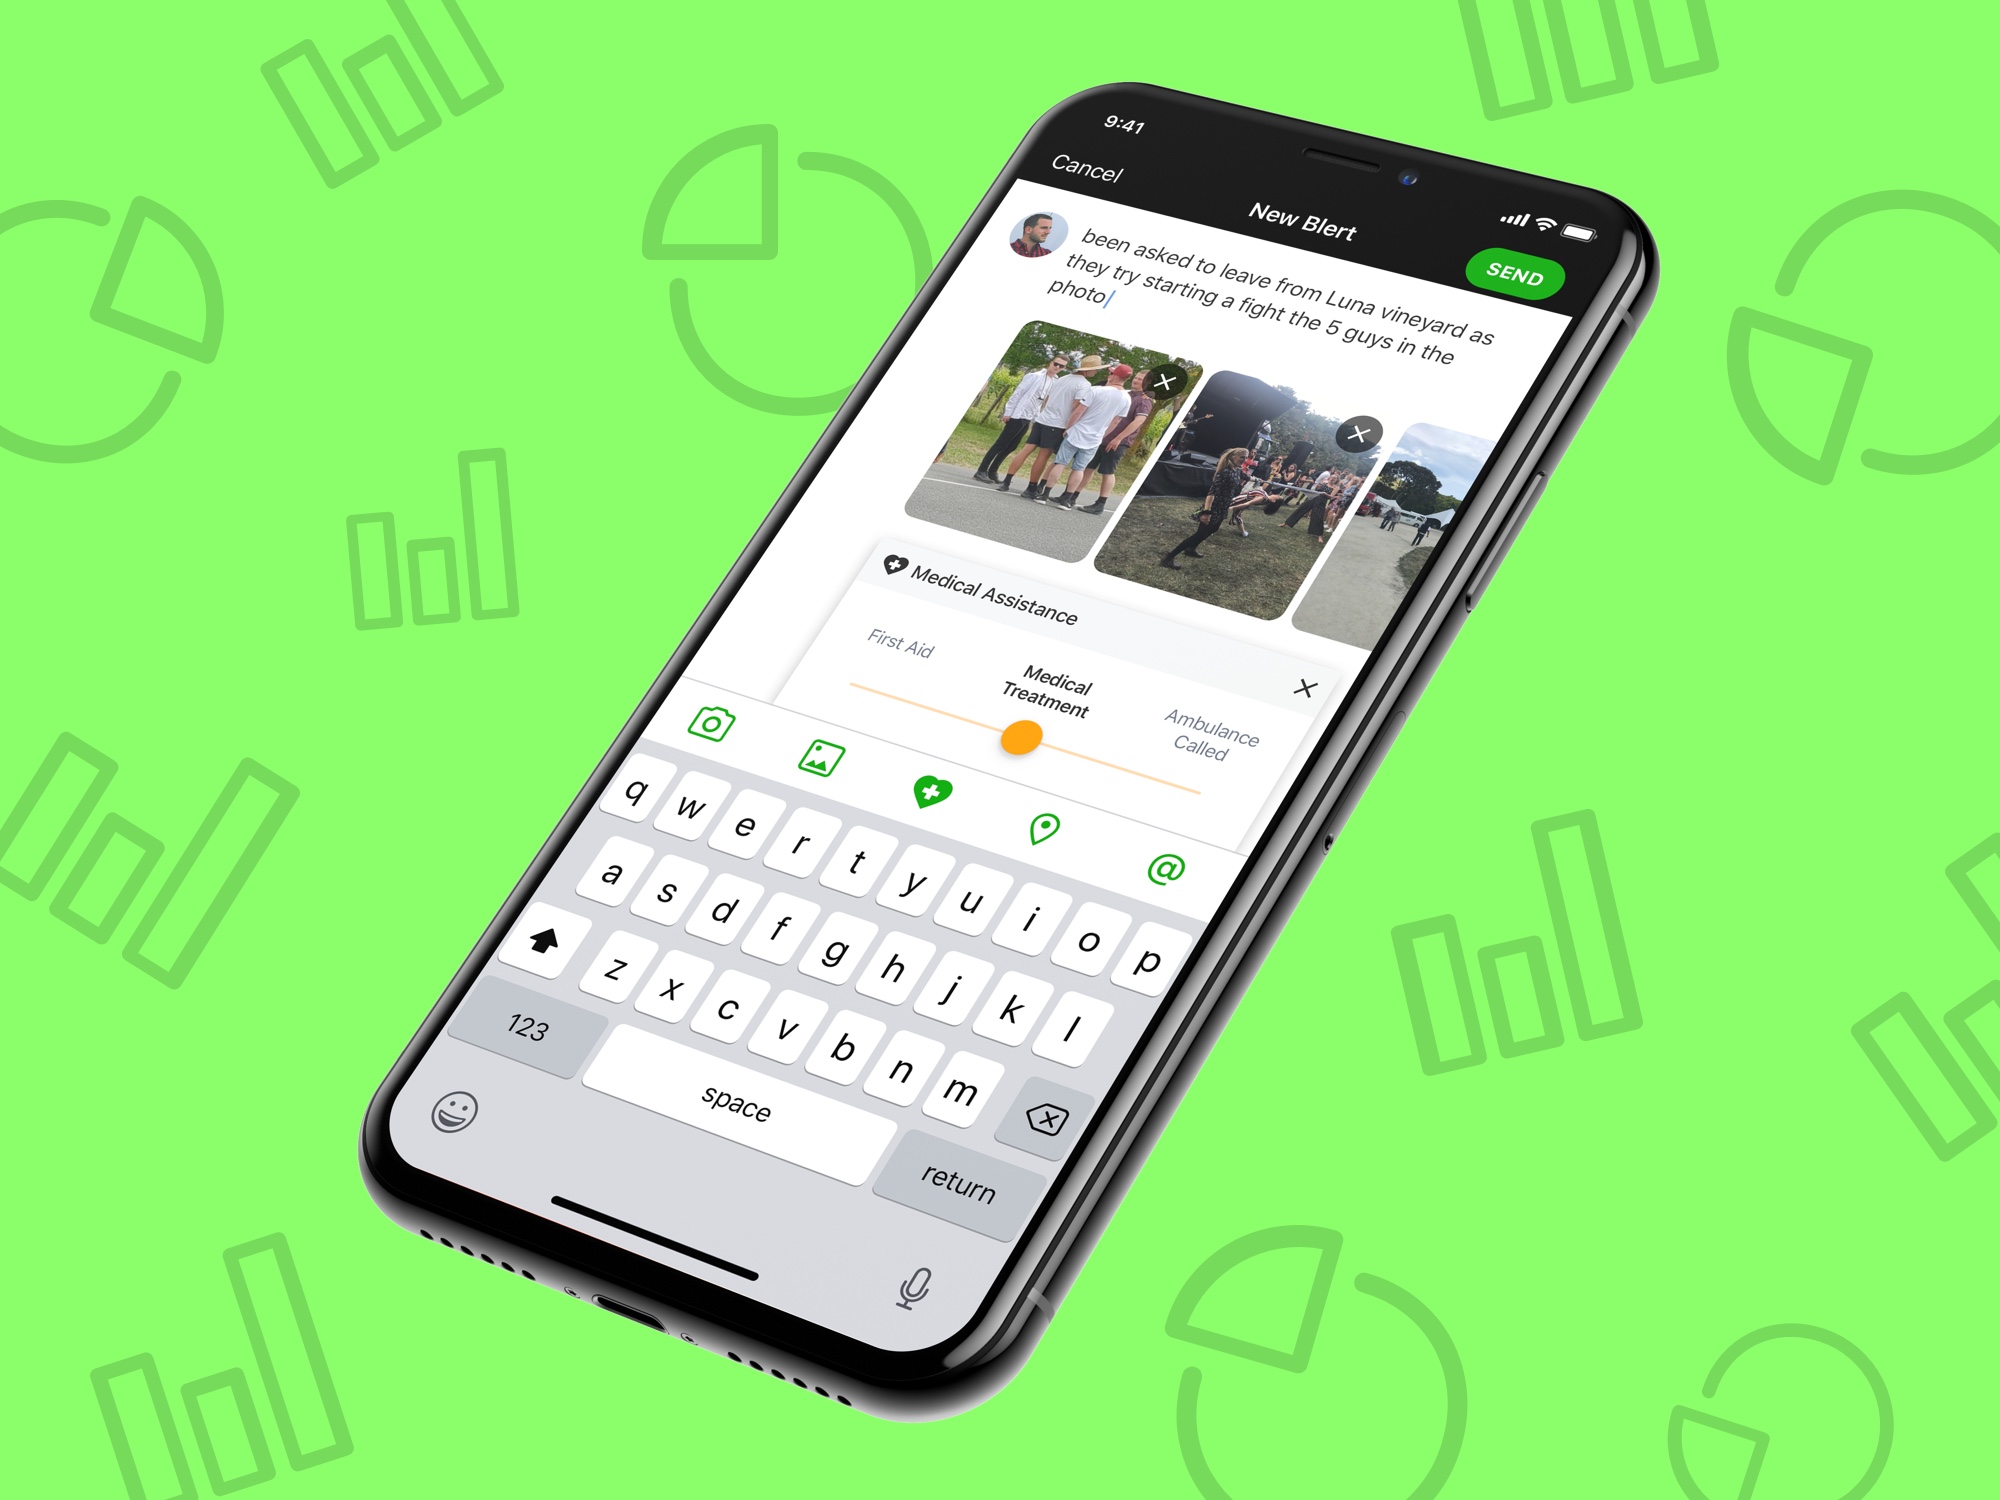 9:41
Cancel
New Blert
SEND
been asked to leave from Luna vineyard as
they try starting a fight the 5 guys in the
photo
Medical Assistance
First Aid
Medical
Treatment
Ambulance
Called
@
q w e r t y u i o p
a s d f g h j k l
z x c v b n m
123
space
return